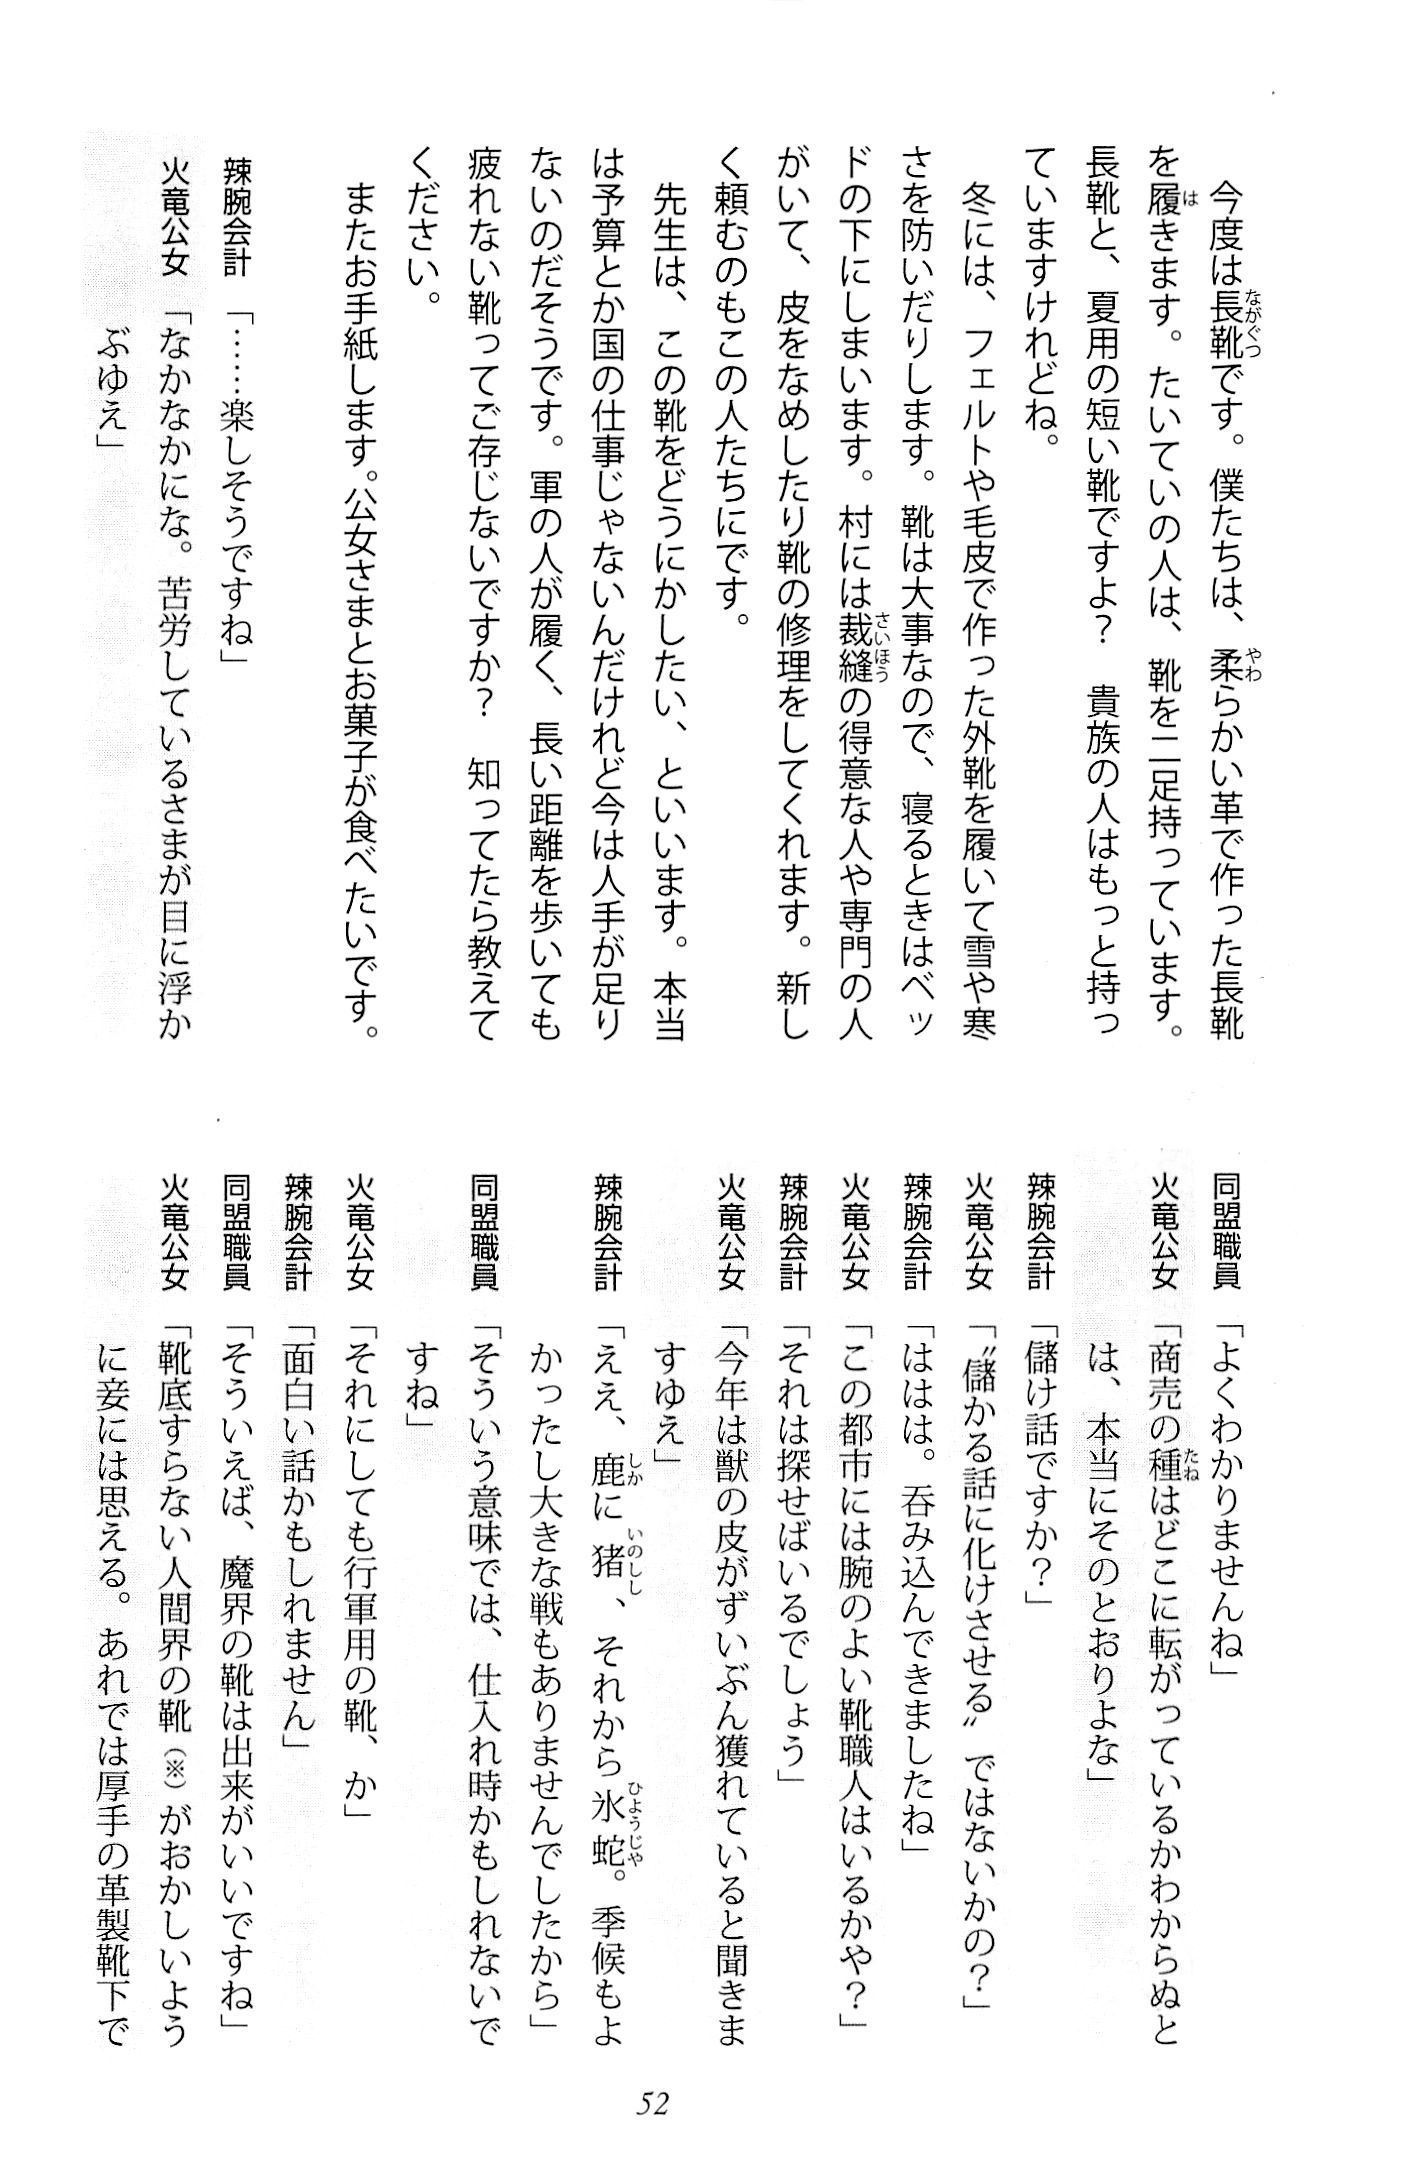 今度は長靴です。僕たちは、柔らかい革で作った長靴
を履きます。たいていの人は、靴を二足持っています。
長靴と、夏用の短い靴ですよ？　貴族の人はもっと持っ
ていますけれどね。
冬には、フェルトや毛皮で作った外靴を履いて雪や寒
さを防いだりします。靴は大事なので、寝るときはベッ
ドの下にしまいます。村には裁縫の得意な人や専門の人
がいて、皮をなめしたり靴の修理をしてくれます。新し
く頼むのもこの人たちにです。
先生は、この靴をどうにかしたい、といいます。本当
は予算とか国の仕事じゃないんだけれど今は人手が足り
ないのだそうです。軍の人が履く、長い距離を歩いても
疲れない靴ってご存じないですか？　知ってたら教えて
ください。
またお手紙します。公女さまとお菓子が食べたいです。
辣腕会計「……楽しそうですね」
火竜公女「なかなかにな。苦労しているさまが目に浮か
ぶゆえ」
同盟職員「よくわかりませんね」
火竜公女「商売の種はどこに転がっているかわからぬと
は、本当にそのとおりよな」
辣腕会計「儲け話ですか？」
火竜公女「〝儲かる話に化けさせる〟ではないかの？」
辣腕会計「ははは。呑み込んできましたね」
火竜公女「この都市には腕のよい靴職人はいるかや？」
辣腕会計「それは探せばいるでしょう」
火竜公女「今年は獣の皮がずいぶん獲れていると聞きま
すゆえ」
辣腕会計「ええ、鹿に猪、それから氷蛇。季候もよ
かったし大きな戦もありませんでしたから」
同盟職員「そういう意味では、仕入れ時かもしれないで
すね」
火竜公女「それにしても行軍用の靴、か」
辣腕会計「面白い話かもしれません」
同盟職員「そういえば、魔界の靴は出来がいいですね」
火竜公女「靴底すらない人間界の靴（※）がおかしいよう
に妾には思える。あれでは厚手の革製靴下で
52